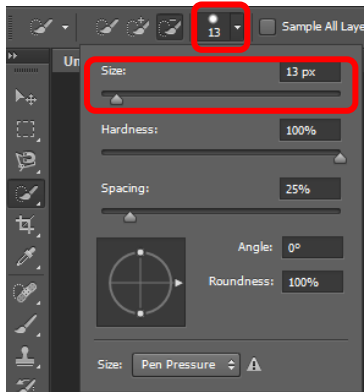 13
Sample All Laye
Un
Size: 13 px
Hardness: 100%
Spacing: 25%
Angle: 0°
Roundness: 100%
Size: Pen Pressure